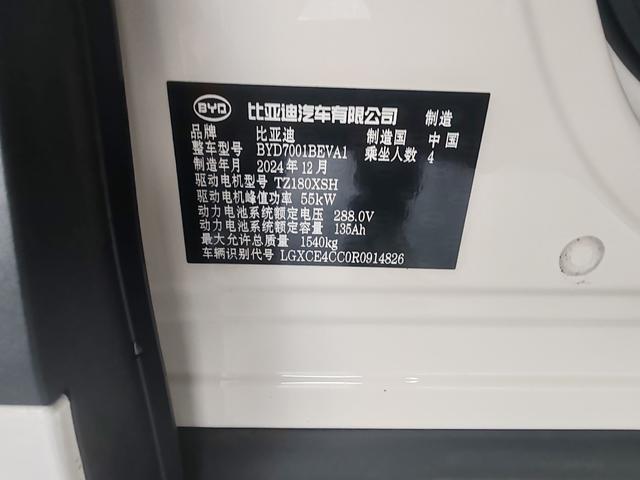 BYD 比亚迪汽车有限公司 制造
品牌 比亚迪 制造国 中国
整车型号 BYD7001BEVA1 乘坐人数 4
制造年月 2024年12月
驱动电机型号 TZ180XSH
驱动电机峰值功率 55kW
动力电池系统额定电压 288.0V
动力电池系统额定容量 135Ah
最大允许总质量 1540kg
车辆识别代号 LGXCE4CC0R0914826